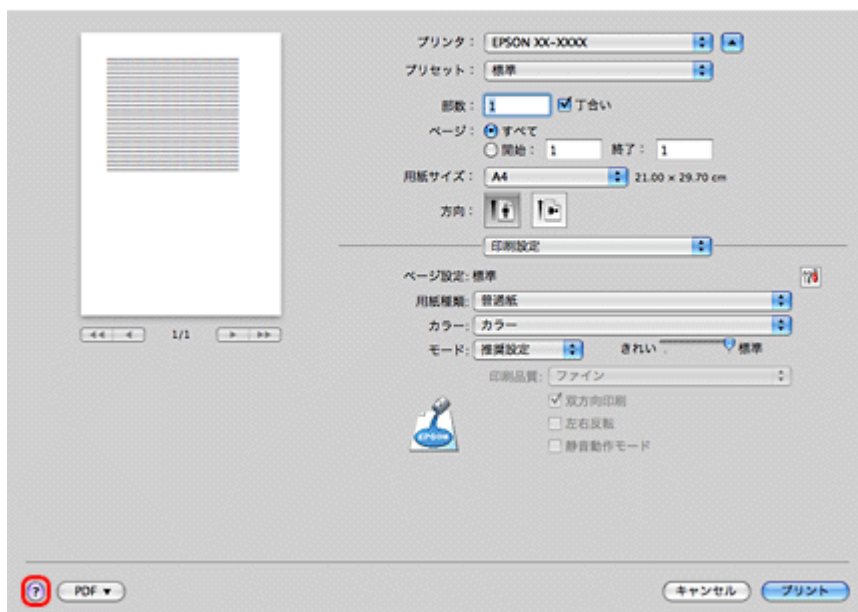 プリンタ： EPSON XX-XXXX
プリセット： 標準
部数： 1 丁合い
ページ： すべて
開始： 1 終了： 1
用紙サイズ： A4 21.00 x 29.70 cm
方向：
印刷設定
ページ設定: 標準
用紙種類: 普通紙
カラー: カラー
1/1
モード: 推奨設定 きれい 標準
印刷品質: ファイン
双方向印刷
左右反転
静音動作モード
EPSON
? PDF ▼ キャンセル プリント